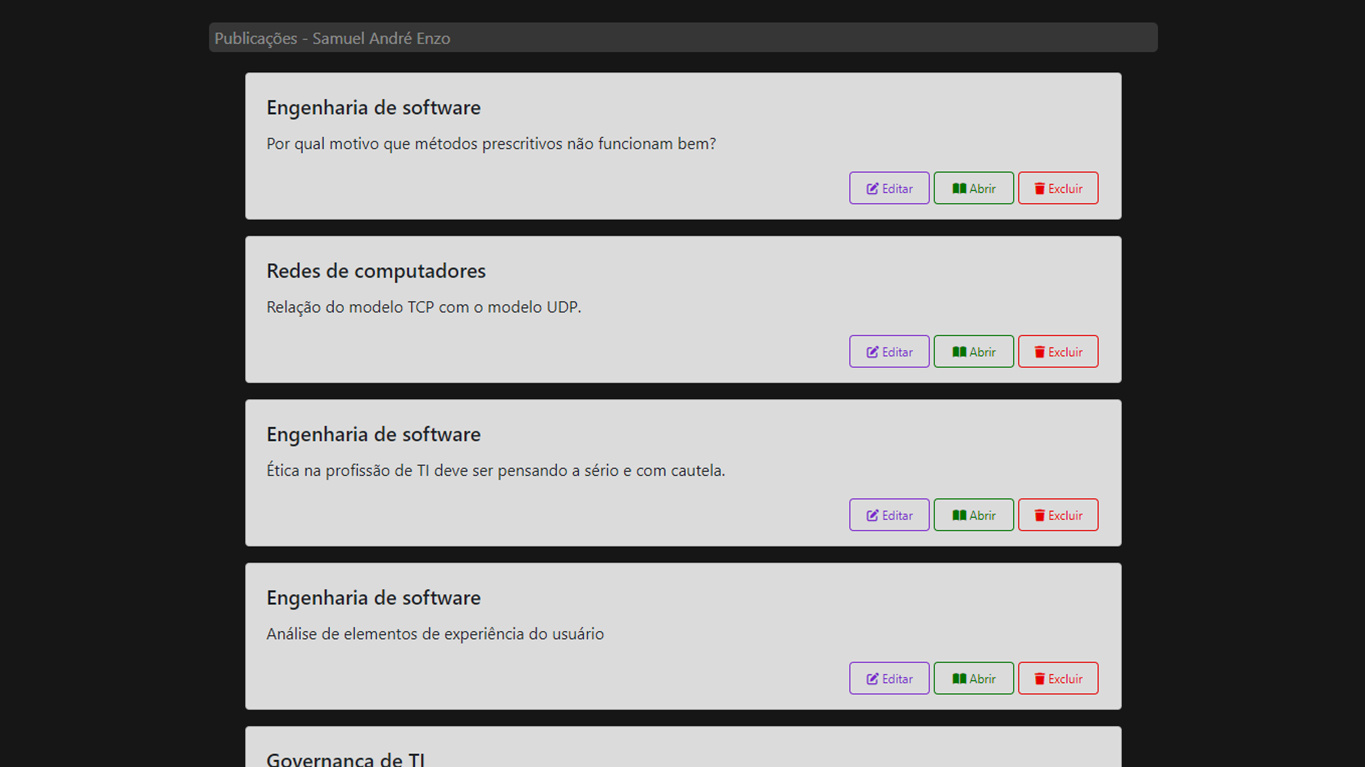 Publicações - Samuel André Enzo
Engenharia de software
Por qual motivo que métodos prescritivos não funcionam bem?
Editar Abrir Excluir
Redes de computadores
Relação do modelo TCP com o modelo UDP.
Editar Abrir Excluir
Engenharia de software
Ética na profissão de TI deve ser pensando a sério e com cautela.
Editar Abrir Excluir
Engenharia de software
Análise de elementos de experiência do usuário
Editar Abrir Excluir
Governança de TI